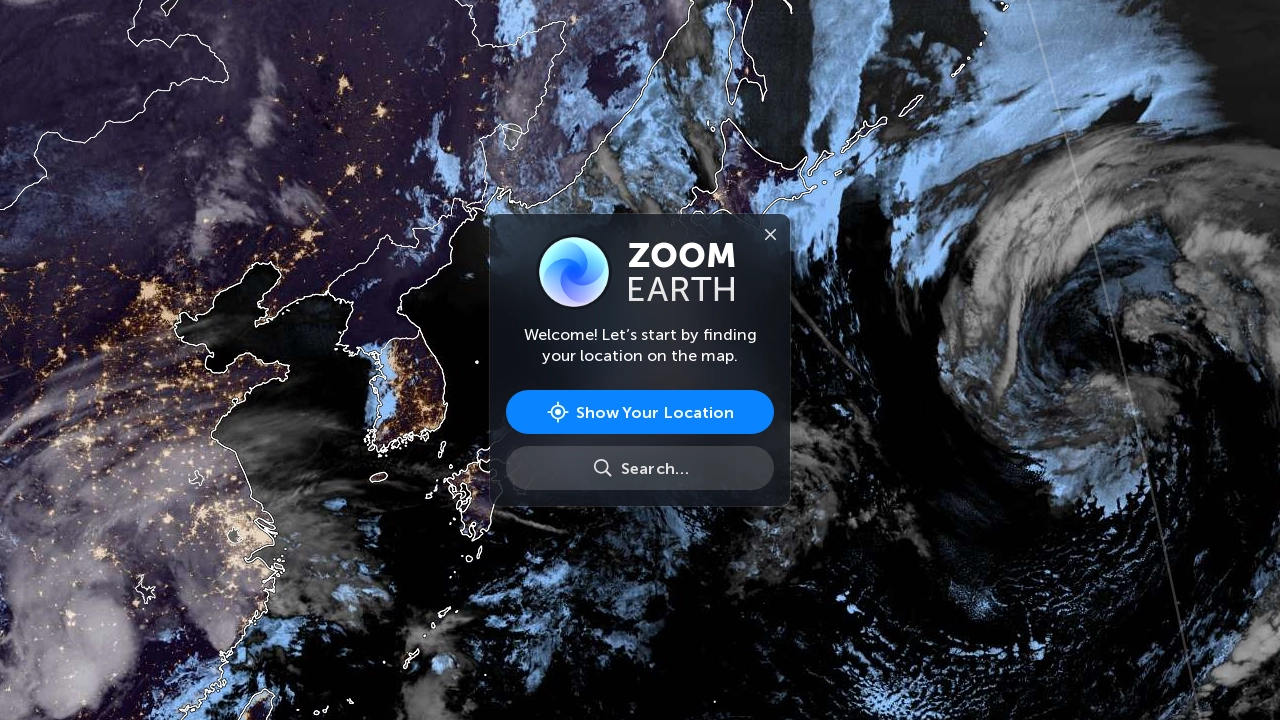 ZOOM
EARTH
Welcome! Let’s start by finding
your location on the map.
Show Your Location
Search...